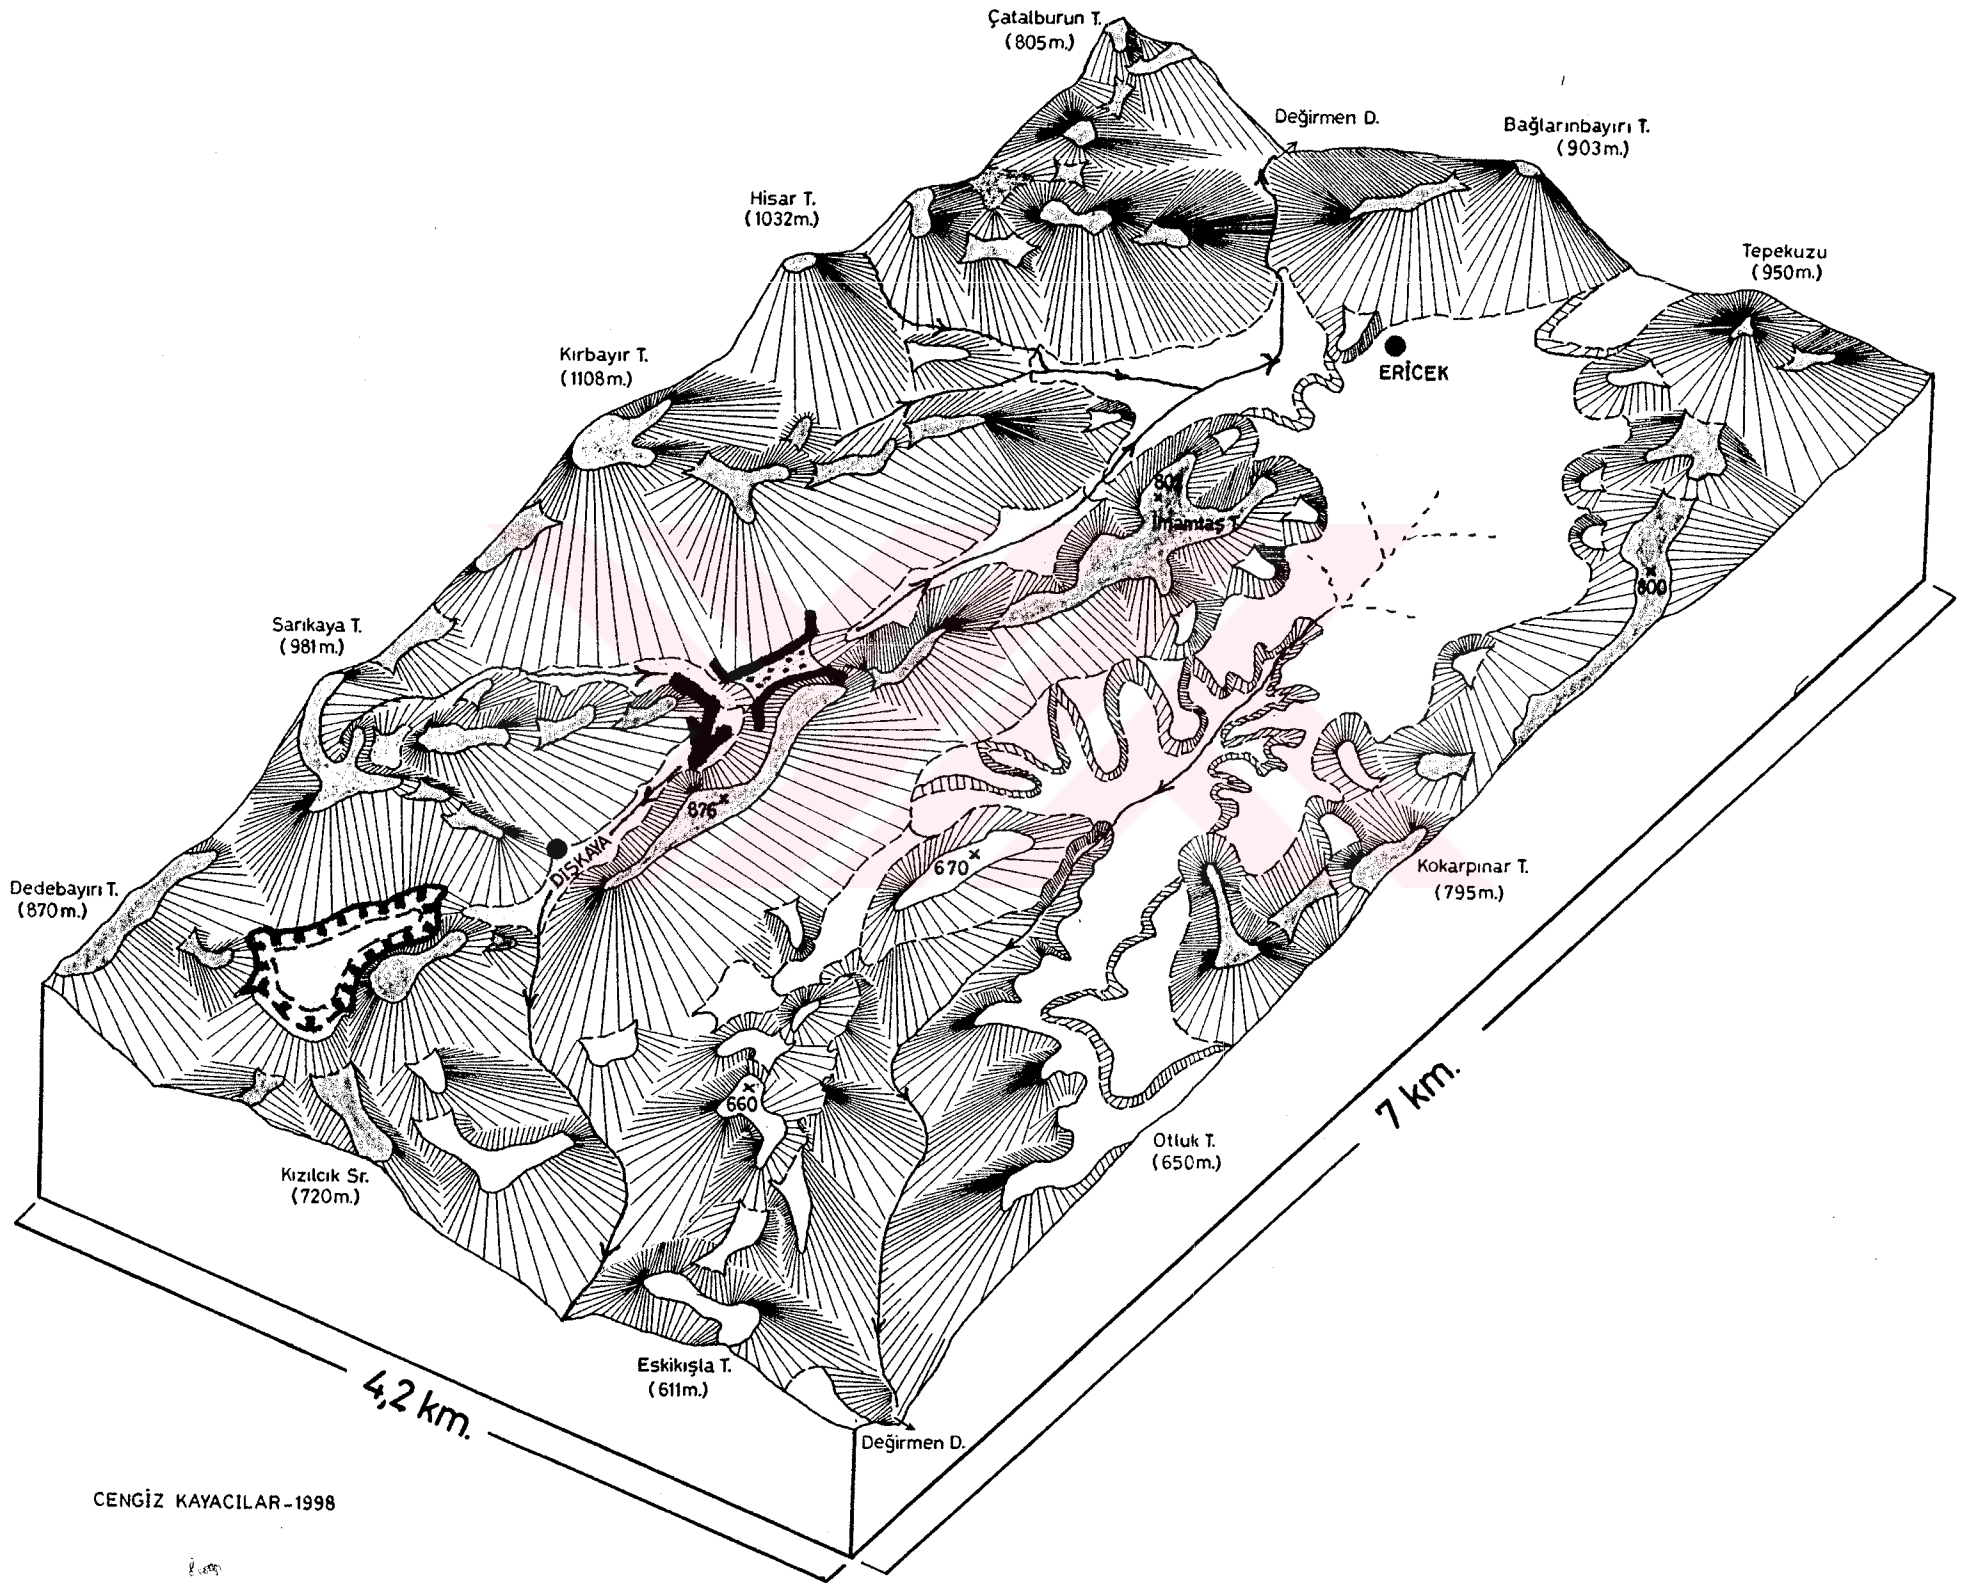 Çatalburun T.
(805m.)
Değirmen D.
Bağlarınbayırı T.
(903m.)
Hisar T.
(1032m.)
Tepekuzu
(950m.)
Kırbayır T.
(1108m.)
ERİCEK
İmamtaş T.
800
Sarıkaya T.
(981m.)
876
DIŞKAYA
670
Kokarpınar T.
(795m.)
Dedebayırı T.
(870m.)
660
Otluk T.
(650m.)
7 km.
Kızılcık Sr.
(720m.)
Eskikışla T.
(611m.)
4,2 km.
Değirmen D.
CENGİZ KAYACILAR-1998